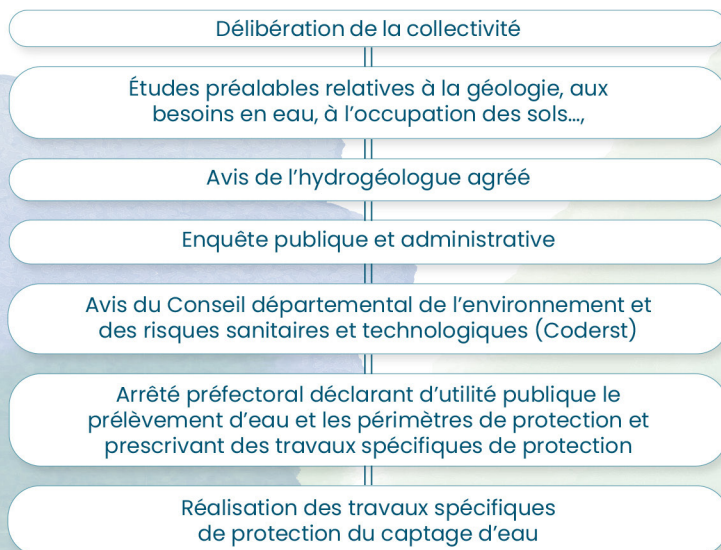 Délibération de la collectivité
Études préalables relatives à la géologie, aux
besoins en eau, à l’occupation des sols...,
Avis de l’hydrogéologue agréé
Enquête publique et administrative
Avis du Conseil départemental de l’environnement et
des risques sanitaires et technologiques (Coderst)
Arrêté préfectoral déclarant d’utilité publique le
prélèvement d’eau et les périmètres de protection et
prescrivant des travaux spécifiques de protection
Réalisation des travaux spécifiques
de protection du captage d’eau